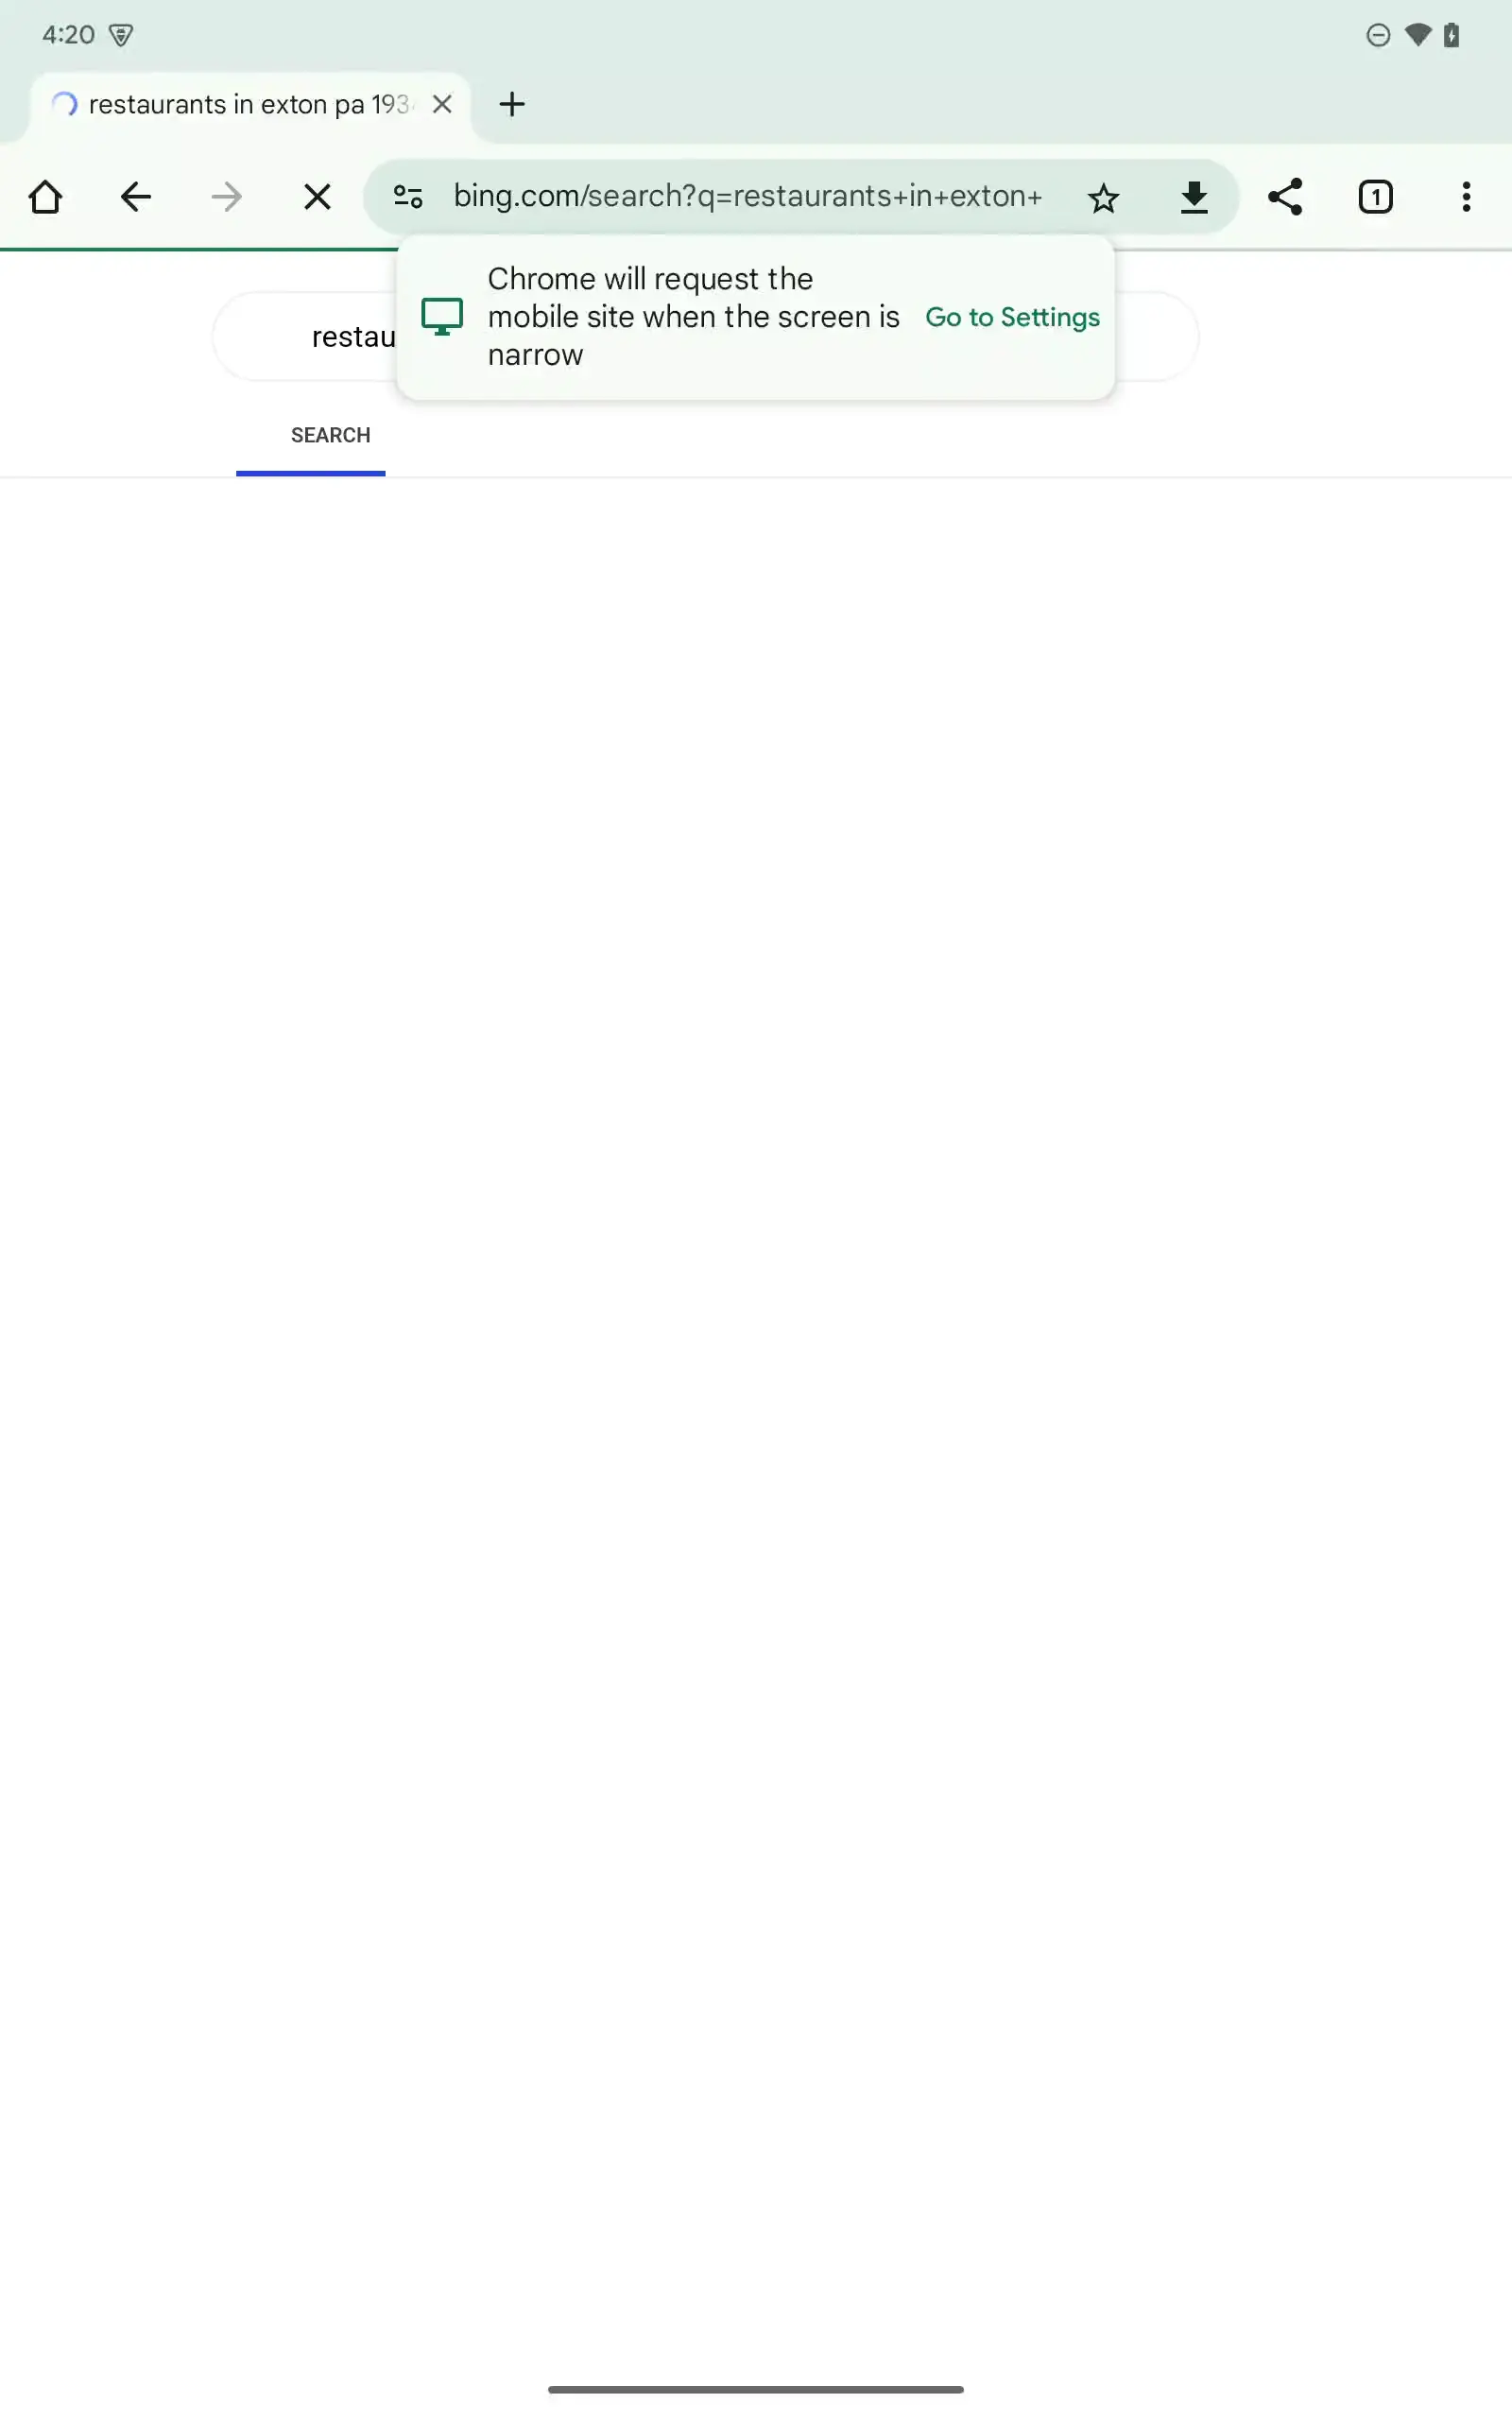 4:20
restaurants in exton pa 193
bing.com/search?q=restaurants+in+exton+
1
Chrome will request the
mobile site when the screen is
narrow
Go to Settings
restau
SEARCH